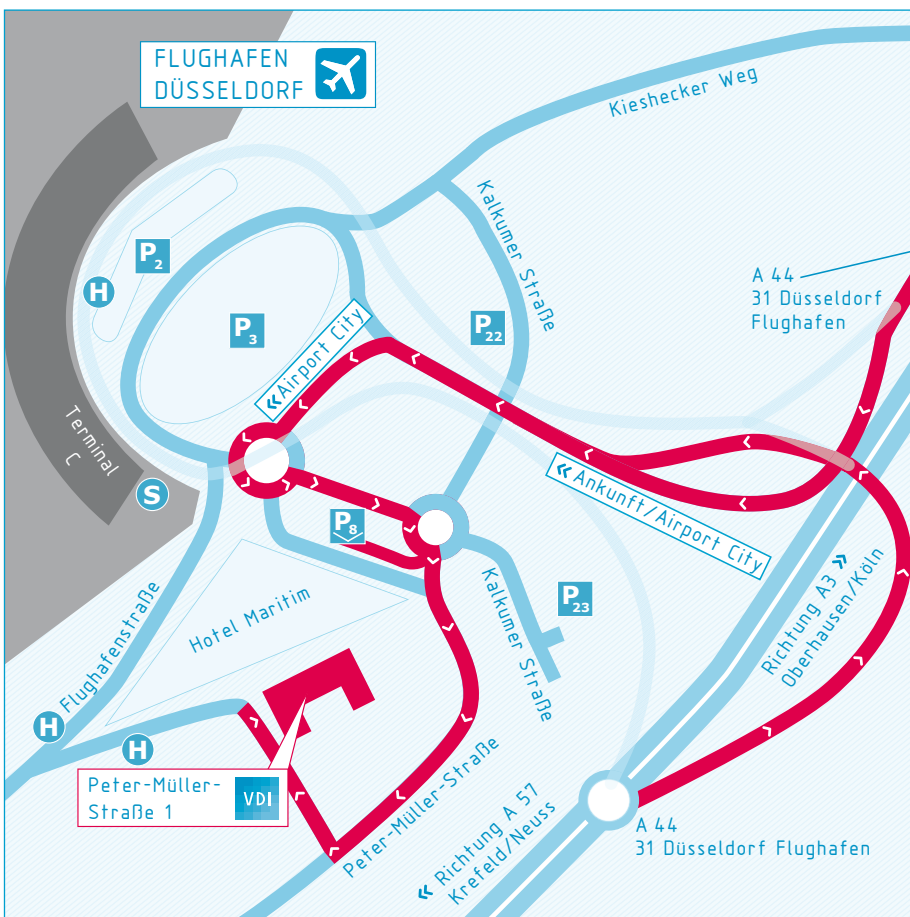 FLUGHAFEN
DÜSSELDORF
Kieshecker Weg
Kalkumer Straße
P2
H
P3
P22
A 44
31 Düsseldorf
Flughafen
«Airport City
Terminal
C
S
« Ankunft/Airport City
P8
P23
Kalkumer Straße
Hotel Maritim
Flughafenstraße
Richtung A3 »
Oberhausen/Köln
H
H
Peter-Müller-
Straße 1
VDI
Peter-Müller-Straße
« Richtung A 57
Krefeld/Neuss
A 44
31 Düsseldorf Flughafen